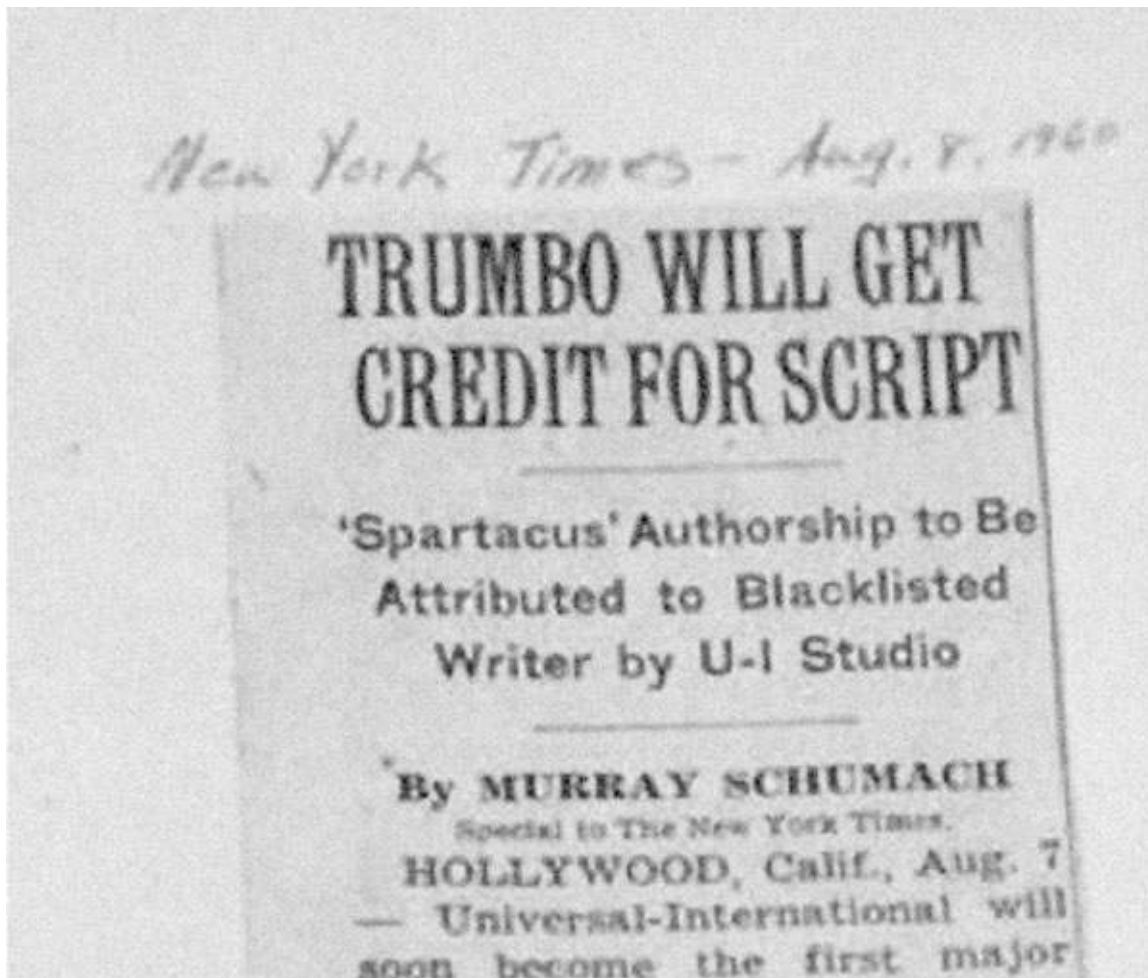 New York Times - Aug. 8, 1960
TRUMBO WILL GET
CREDIT FOR SCRIPT
'Spartacus' Authorship to Be
Attributed to Blacklisted
Writer by U-I Studio
By MURRAY SCHUMACH
Special to The New York Times.
HOLLYWOOD, Calif., Aug. 7
— Universal-International will
soon become the first major